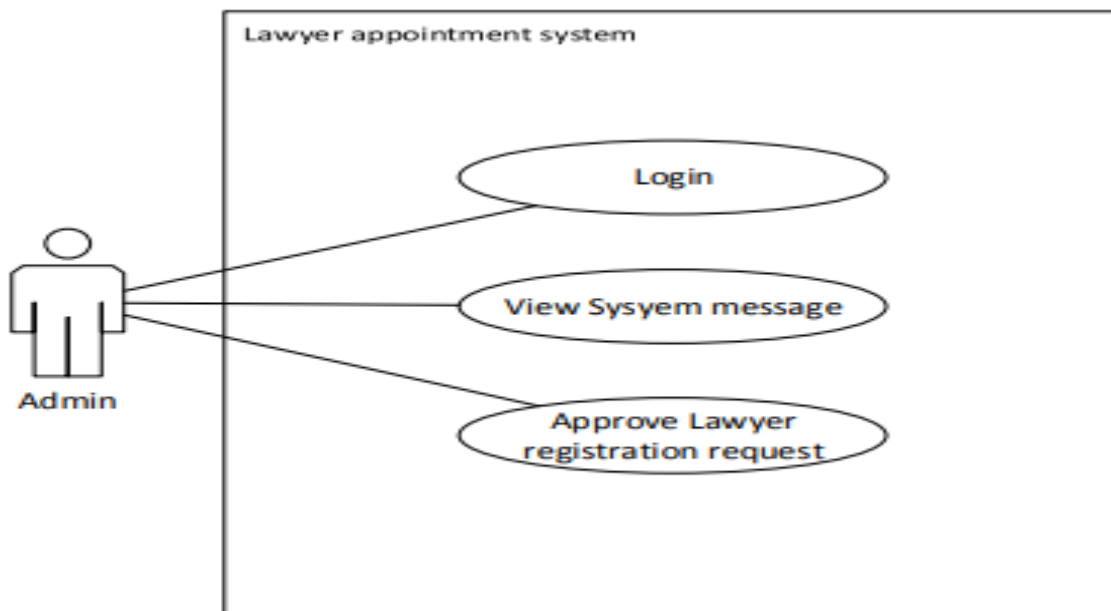 Lawyer appointment system
Login
View Sysyem message
Admin
Approve Lawyer
registration request